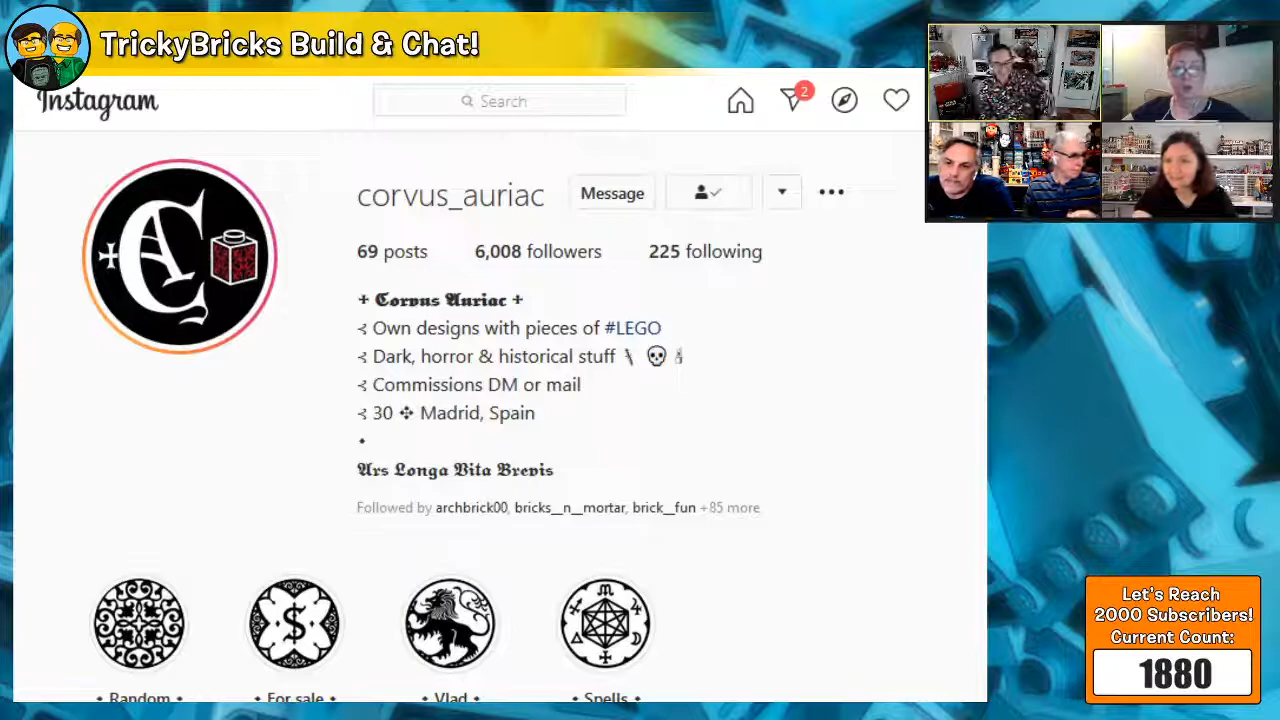 TrickyBricks Build & Chat!
Instagram
Search
2
corvus_auriac
Message
69 posts
6,008 followers
225 following
+ 𝕮𝖔𝖗𝖛𝖚𝖘 𝕬𝖚𝖗𝖎𝖆𝖈 +
⊰ Own designs with pieces of #LEGO
⊰ Dark, horror & historical stuff
⊰ Commissions DM or mail
⊰ 30 ✣ Madrid, Spain
•
𝕬𝖗𝖘 𝕷𝖔𝖓𝖌𝖆 𝖁𝖎𝖙𝖆 𝕭𝖗𝖊𝖛𝖎𝖘
Followed by archbrick00, bricks__n__mortar, brick__fun +85 more
$
• Random •
• For sale •
• Vlad •
• Spells •
Let's Reach
2000 Subscribers!
Current Count:
1880